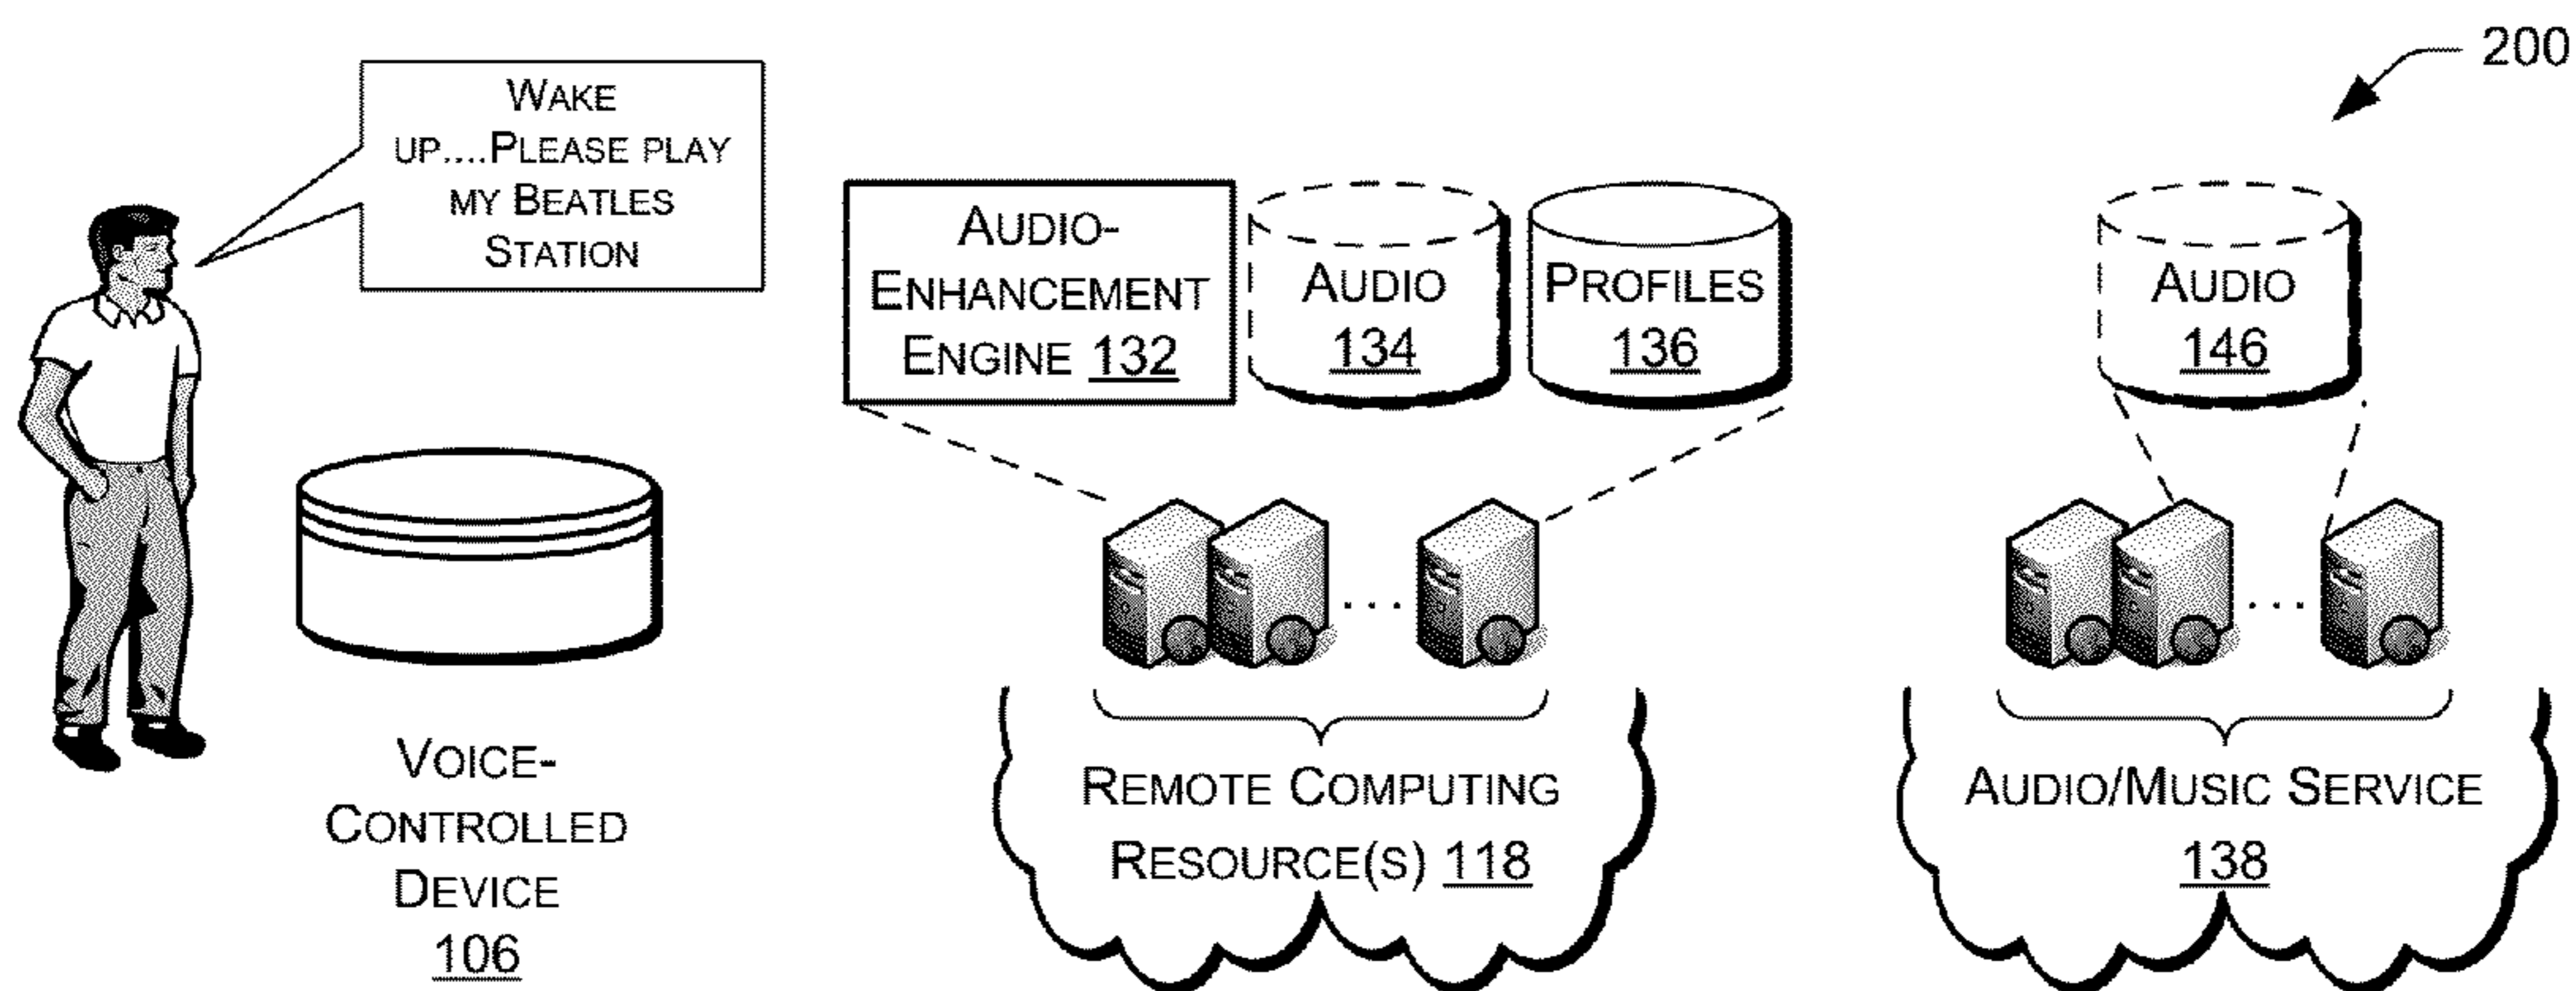 200
WAKE
UP....PLEASE PLAY
MY BEATLES
STATION
AUDIO-
ENHANCEMENT
ENGINE 132
AUDIO
134
PROFILES
136
AUDIO
146
...
...
VOICE-
CONTROLLED
DEVICE
106
REMOTE COMPUTING
RESOURCE(S) 118
AUDIO/MUSIC SERVICE
138